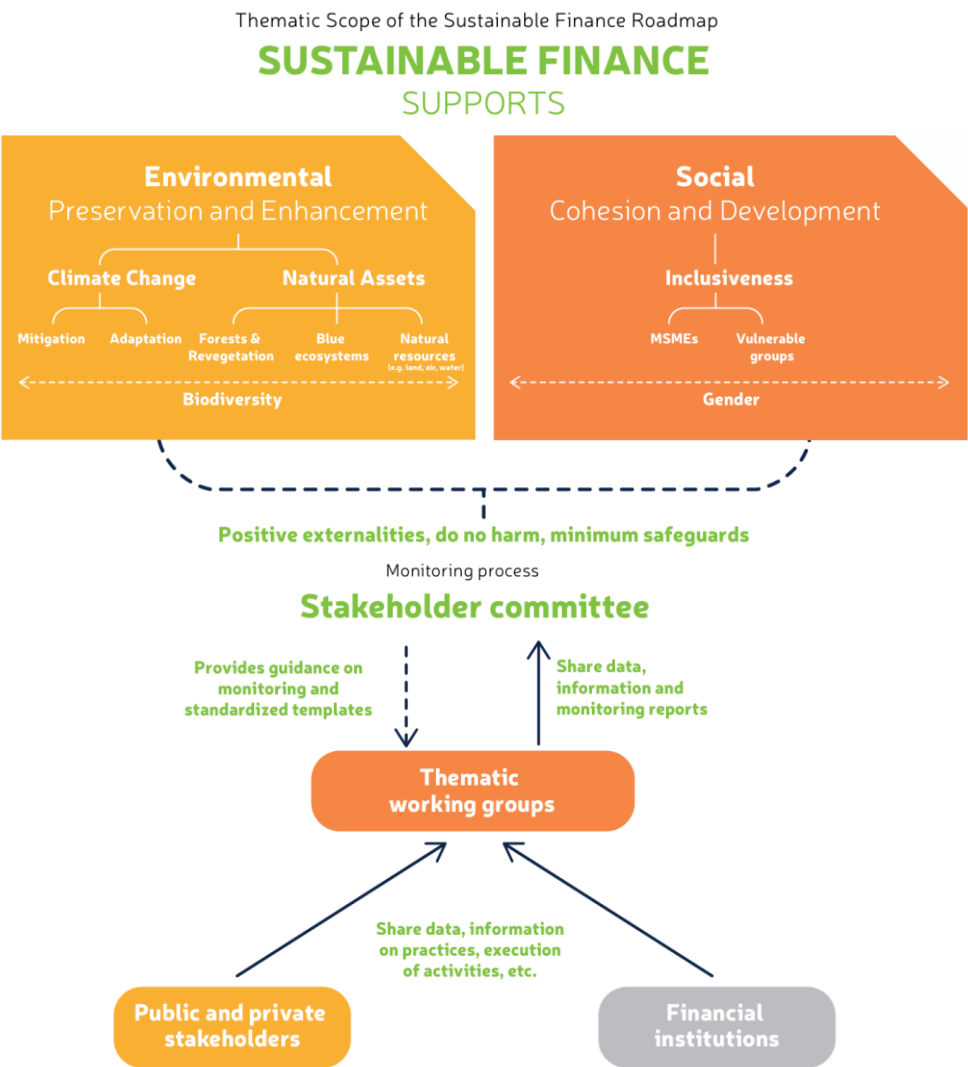 Thematic Scope of the Sustainable Finance Roadmap
SUSTAINABLE FINANCE
SUPPORTS
Environmental
Preservation and Enhancement
Climate Change
Natural Assets
Mitigation
Adaptation
Forests &
Revegetation
Blue
ecosystems
Natural
resources
(e.g. land, air, water)
Biodiversity
Social
Cohesion and Development
Inclusiveness
MSMEs
Vulnerable
groups
Gender
Positive externalities, do no harm, minimum safeguards
Monitoring process
Stakeholder committee
Provides guidance on
monitoring and
standardized templates
Share data,
information and
monitoring reports
Thematic
working groups
Share data, information
on practices, execution
of activities, etc.
Public and private
stakeholders
Financial
institutions